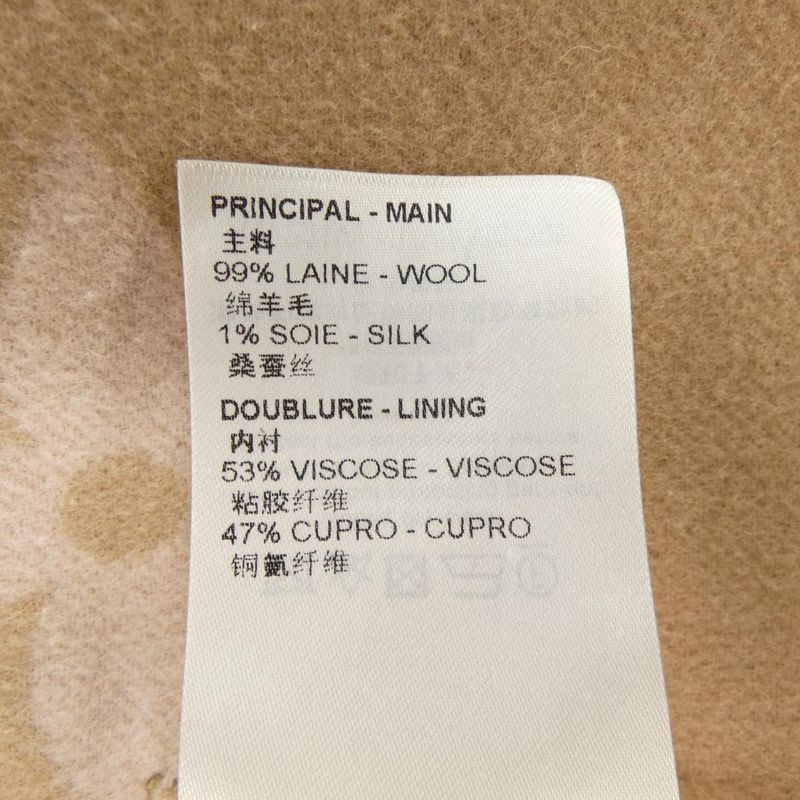 PRINCIPAL - MAIN
主料
99% LAINE - WOOL
绵羊毛
1% SOIE - SILK
桑蚕丝
DOUBLURE - LINING
内衬
53% VISCOSE - VISCOSE
粘胶纤维
47% CUPRO - CUPRO
铜氨纤维